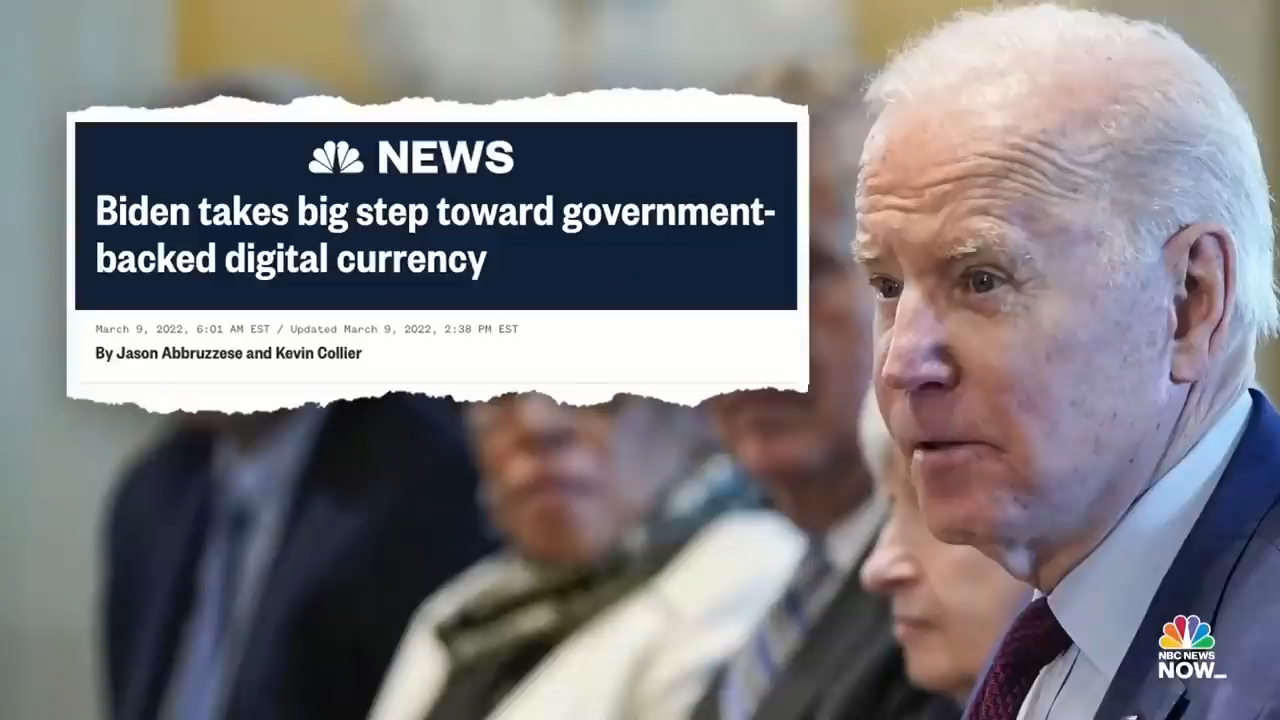 NEWS
Biden takes big step toward government-
backed digital currency
March 9, 2022, 6:01 AM EST / Updated March 9, 2022, 2:38 PM EST
By Jason Abbruzzese and Kevin Collier
NBC NEWS
NOW_